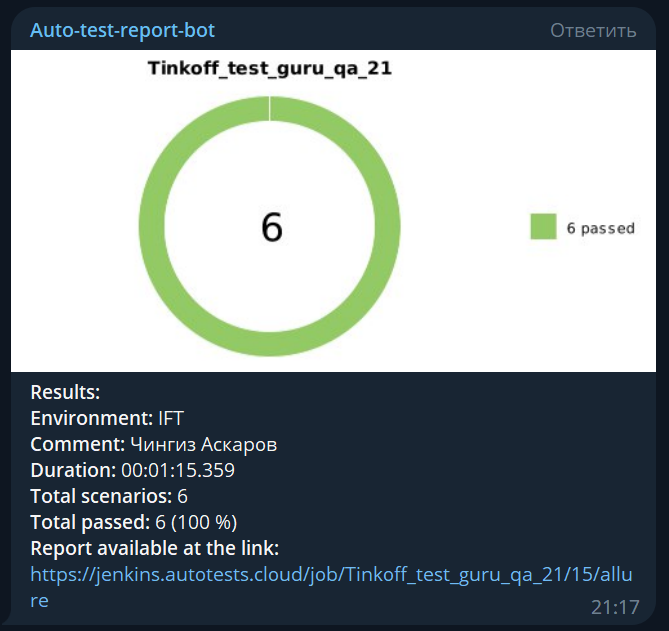 Auto-test-report-bot
Ответить
Tinkoff_test_guru_qa_21
6
6 passed
Results:
Environment: IFT
Comment: Чингиз Аскаров
Duration: 00:01:15.359
Total scenarios: 6
Total passed: 6 (100 %)
Report available at the link:
https://jenkins.autotests.cloud/job/Tinkoff_test_guru_qa_21/15/allu
re
21:17